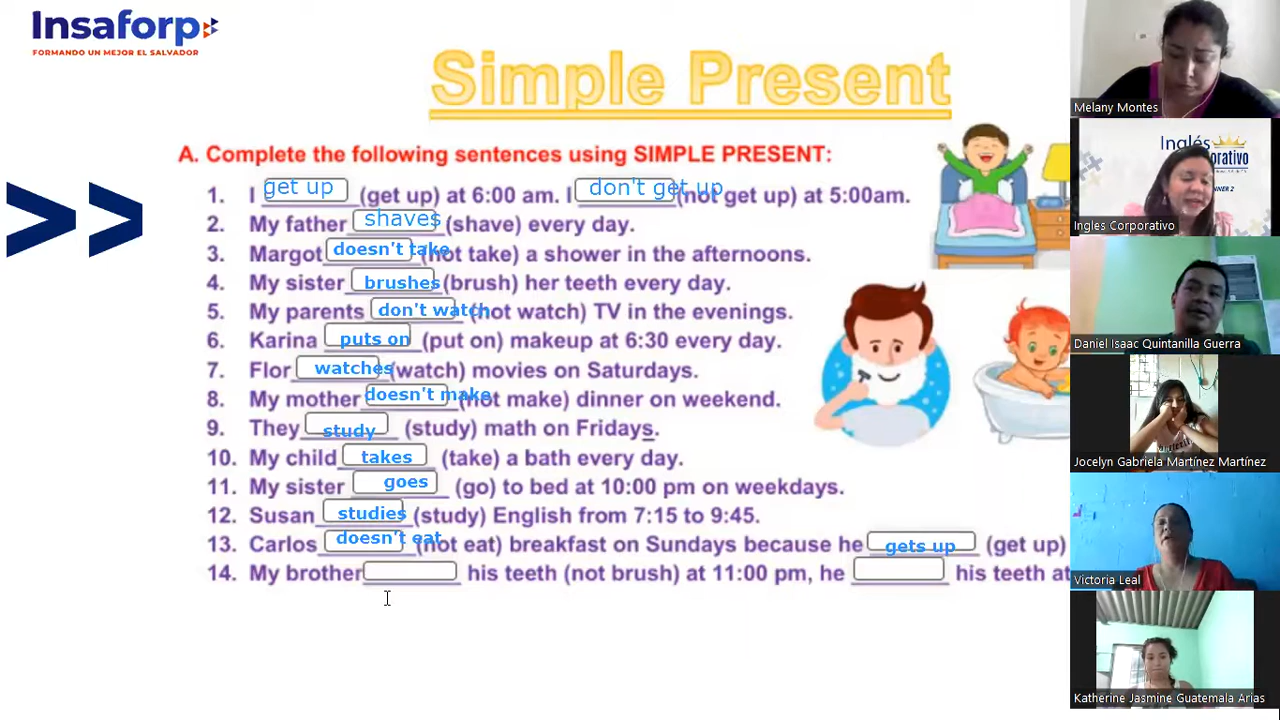 Insaforp
FORMANDO UN MEJOR EL SALVADOR
Simple Present
>>
A. Complete the following sentences using SIMPLE PRESENT:
1. I get up (get up) at 6:00 am. I don't get up (not get up) at 5:00am.
2. My father shaves (shave) every day.
3. Margot doesn't take (not take) a shower in the afternoons.
4. My sister brushes (brush) her teeth every day.
5. My parents don't watch (not watch) TV in the evenings.
6. Karina puts on (put on) makeup at 6:30 every day.
7. Flor watches (watch) movies on Saturdays.
8. My mother doesn't make (not make) dinner on weekend.
9. They study (study) math on Fridays.
10. My child takes (take) a bath every day.
11. My sister goes (go) to bed at 10:00 pm on weekdays.
12. Susan studies (study) English from 7:15 to 9:45.
13. Carlos doesn't eat (not eat) breakfast on Sundays because he gets up (get up)
14. My brother his teeth (not brush) at 11:00 pm, he his teeth at
Melany Montes
Inglés
Ingles Corporativo
Daniel Isaac Quintanilla Guerra
Jocelyn Gabriela Martínez Martínez
Victoria Leal
Katherine Jasmine Guatemala Arias